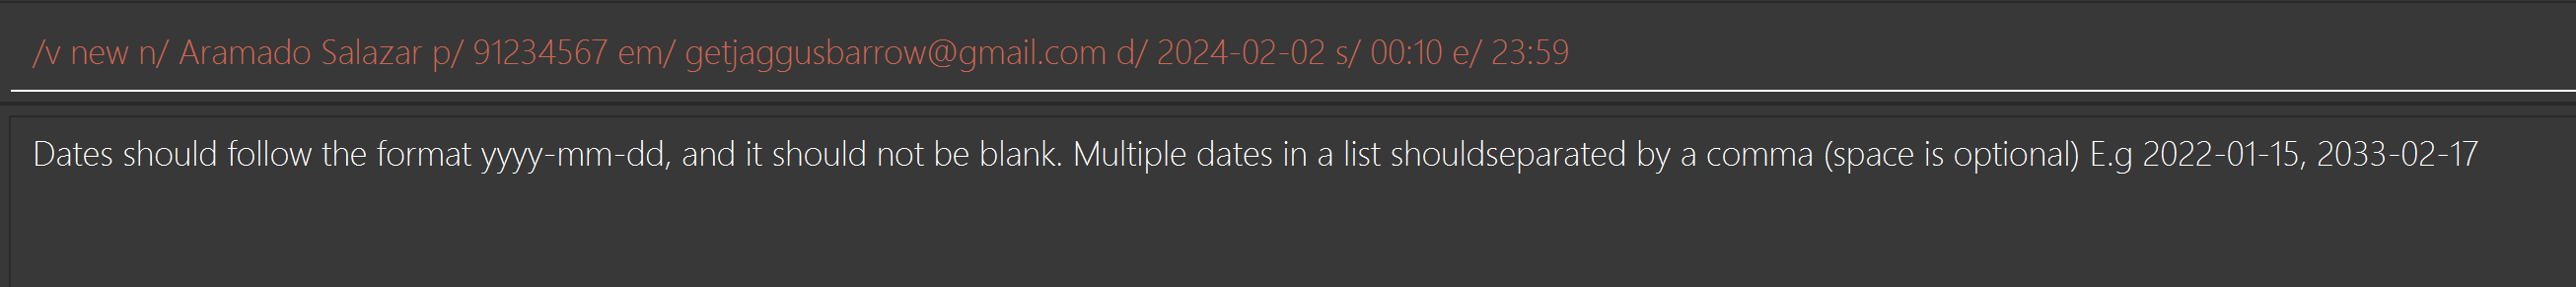 /v new n/ Aramado Salazar p/ 91234567 em/ getjaggusbarrow@gmail.com d/ 2024-02-02 s/ 00:10 e/ 23:59
Dates should follow the format yyyy-mm-dd, and it should not be blank. Multiple dates in a list shouldseparated by a comma (space is optional) E.g 2022-01-15, 2033-02-17